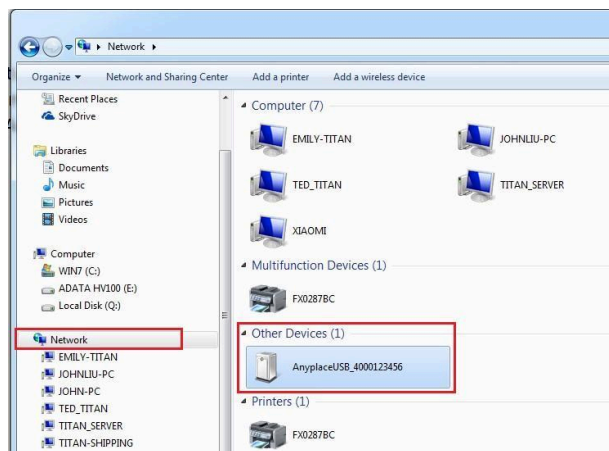 Network
Organize
Network and Sharing Center
Add a printer
Add a wireless device
Recent Places
SkyDrive
Libraries
Documents
Music
Pictures
Videos
Computer
WIN7 (C:)
ADATA HV100 (E:)
Local Disk (Q:)
Network
EMILY-TITAN
JOHNLIU-PC
JOHN-PC
TED_TITAN
TITAN_SERVER
TITAN-SHIPPING
Computer (7)
EMILY-TITAN
JOHNLIU-PC
TED_TITAN
TITAN_SERVER
XIAOMI
Multifunction Devices (1)
FX0287BC
Other Devices (1)
AnyplaceUSB_4000123456
Printers (1)
FX0287BC